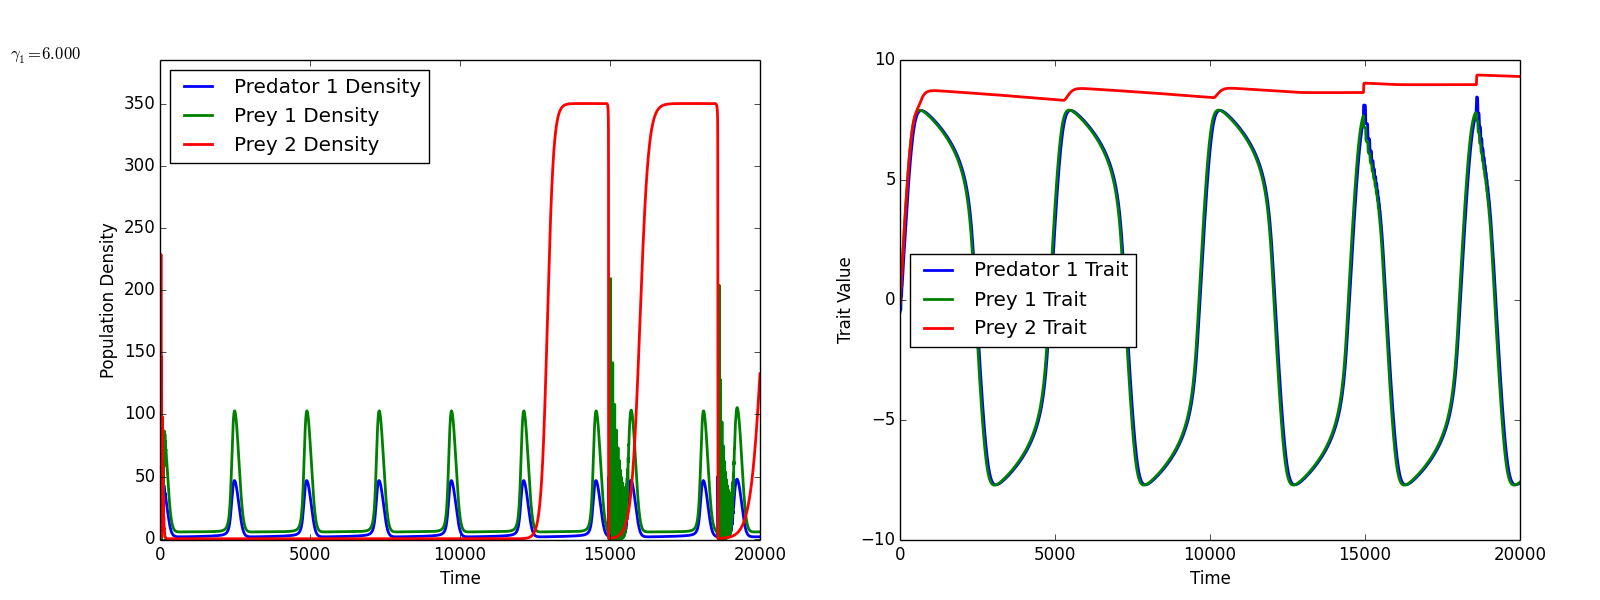 γ₁=6.000
350
300
250
200
150
100
50
0
Population Density
Predator 1 Density
Prey 1 Density
Prey 2 Density
0 5000 10000 15000 20000
Time
10
5
0
−5
−10
Trait Value
Predator 1 Trait
Prey 1 Trait
Prey 2 Trait
0 5000 10000 15000 20000
Time